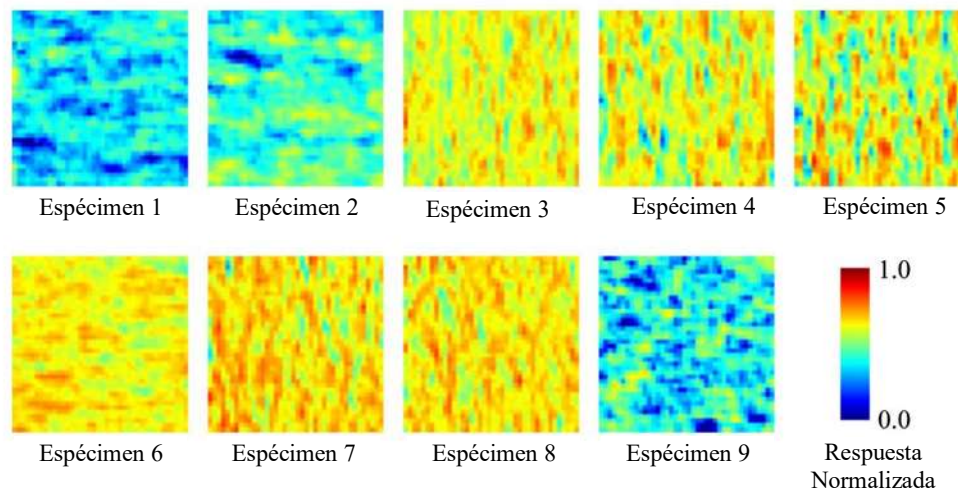 Espécimen 1
Espécimen 2
Espécimen 3
Espécimen 4
Espécimen 5
Espécimen 6
Espécimen 7
Espécimen 8
Espécimen 9
1.0
0.0
Respuesta
Normalizada